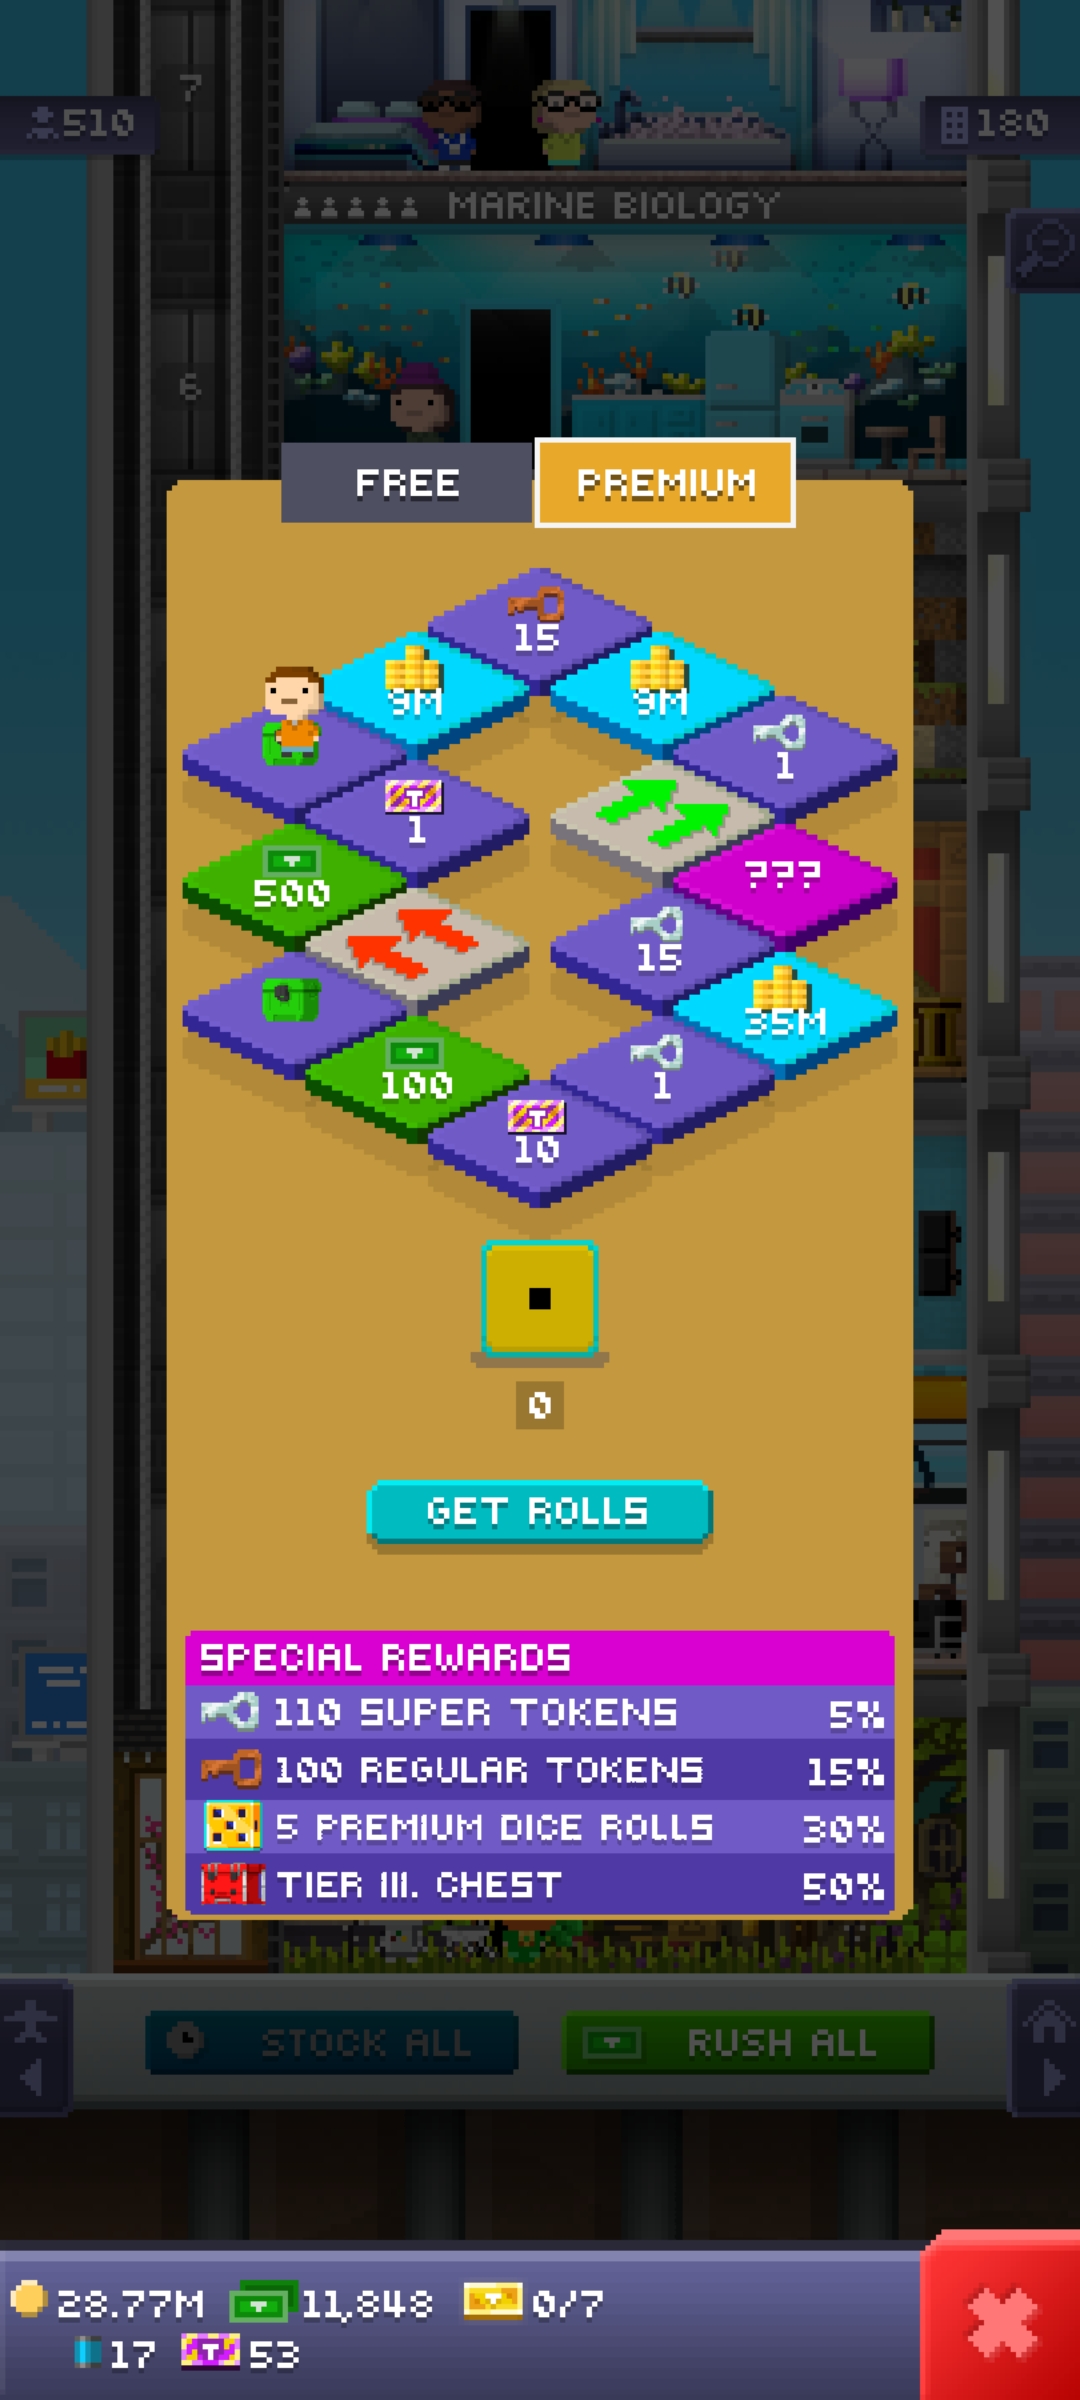 7
510
180
MARINE BIOLOGY
6
FREE
PREMIUM
15
9M
9M
1
1
500
???
15
35M
100
1
10
0
GET ROLLS
SPECIAL REWARDS
110 SUPER TOKENS 5%
100 REGULAR TOKENS 15%
5 PREMIUM DICE ROLLS 30%
TIER III. CHEST 50%
STOCK ALL
RUSH ALL
28.77M 11,848 0/7
17 53